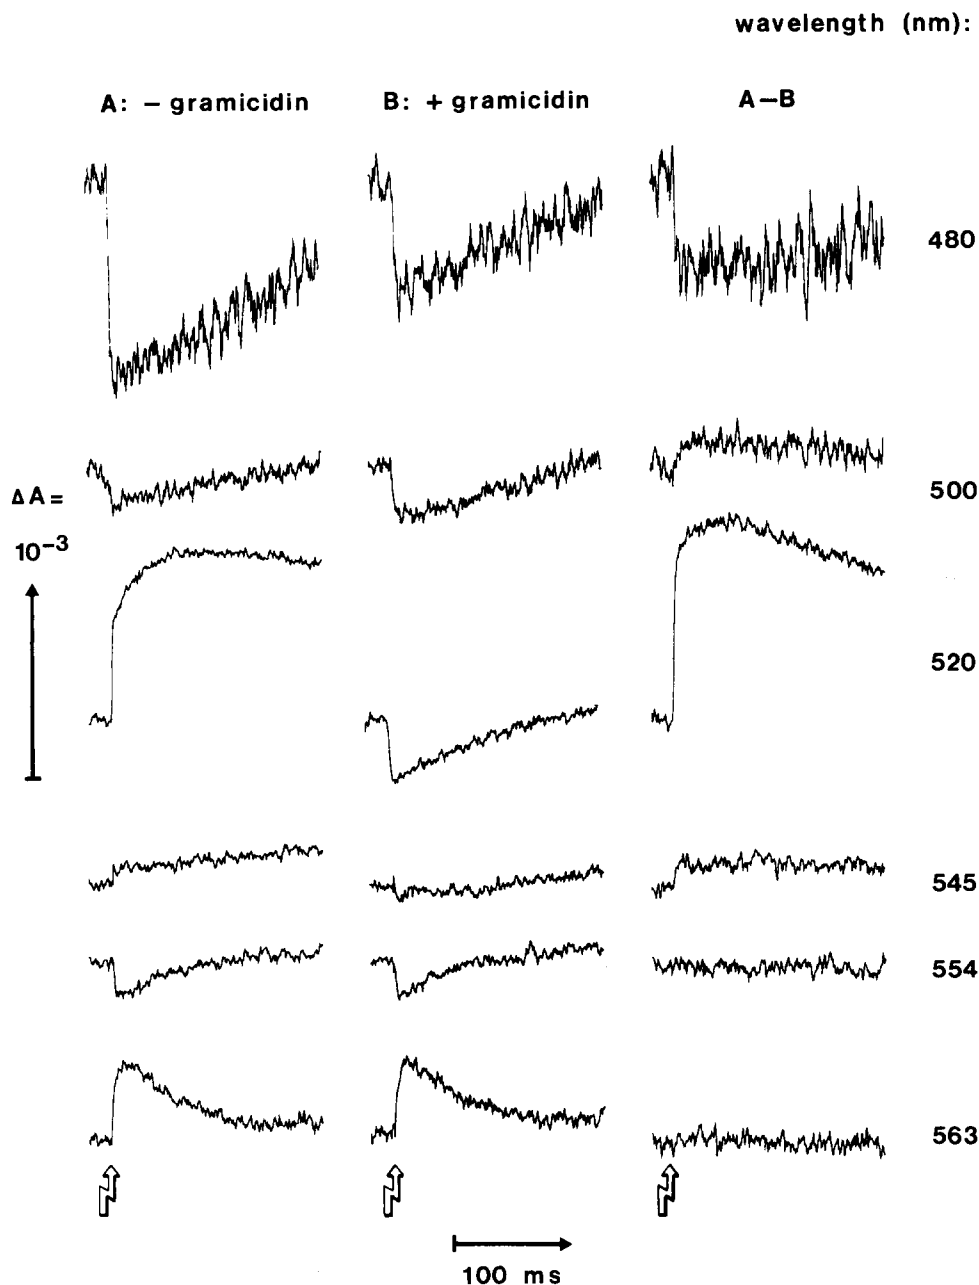 wavelength (nm):
A: – gramicidin
B: + gramicidin
A—B
480
500
ΔA =
10⁻³
520
545
554
563
100 ms